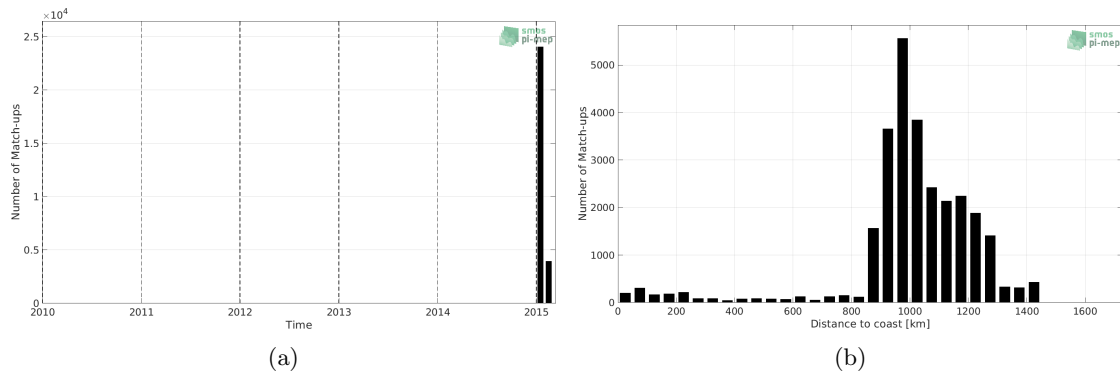 ×10⁴
smos
pi-mep
2.5
2
1.5
1
0.5
0
Number of Match-ups
2010 2011 2012 2013 2014 2015
Time
(a)
smos
pi-mep
5000
4000
3000
2000
1000
0
Number of Match-ups
0 200 400 600 800 1000 1200 1400 1600
Distance to coast [km]
(b)